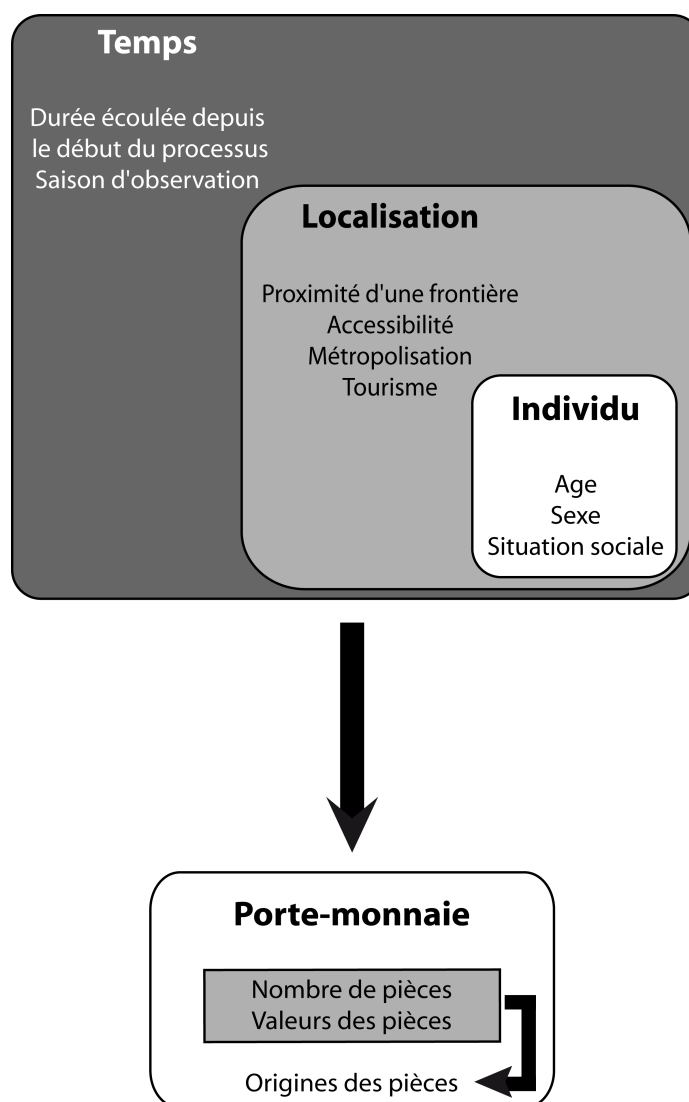 Temps
Durée écoulée depuis
le début du processus
Saison d'observation
Localisation
Proximité d'une frontière
Accessibilité
Métropolisation
Tourisme
Individu
Age
Sexe
Situation sociale
Porte-monnaie
Nombre de pièces
Valeurs des pièces
Origines des pièces